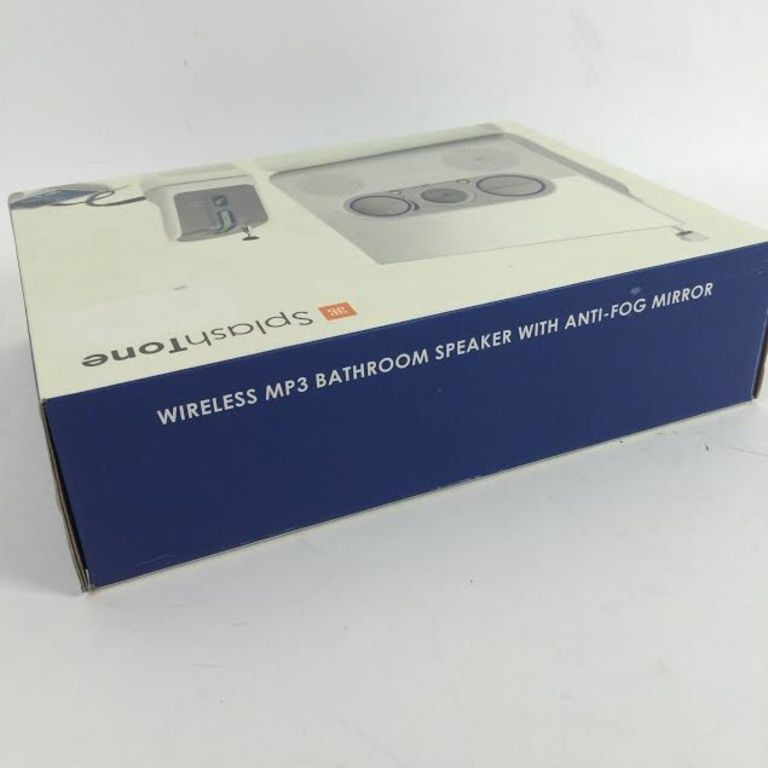 SplashTone
WIRELESS MP3 BATHROOM SPEAKER WITH ANTI-FOG MIRROR